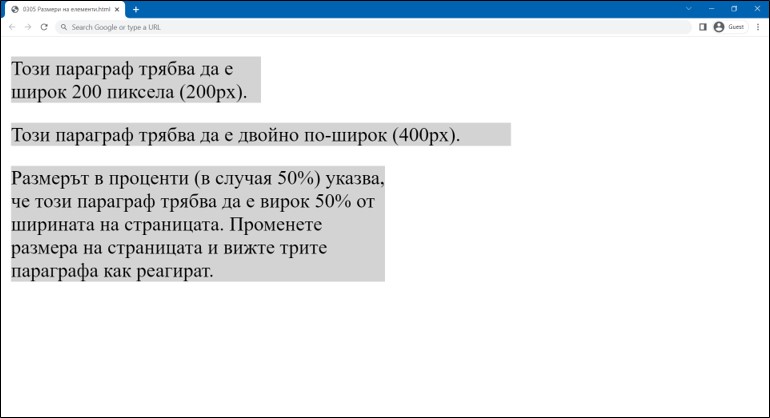 0305 Размери на елементи.html
Search Google or type a URL
Guest
Този параграф трябва да е
широк 200 пиксела (200px).
Този параграф трябва да е двойно по-широк (400px).
Размерът в проценти (в случая 50%) указва,
че този параграф трябва да е вирок 50% от
ширината на страницата. Променете
размера на страницата и вижте трите
параграфа как реагират.